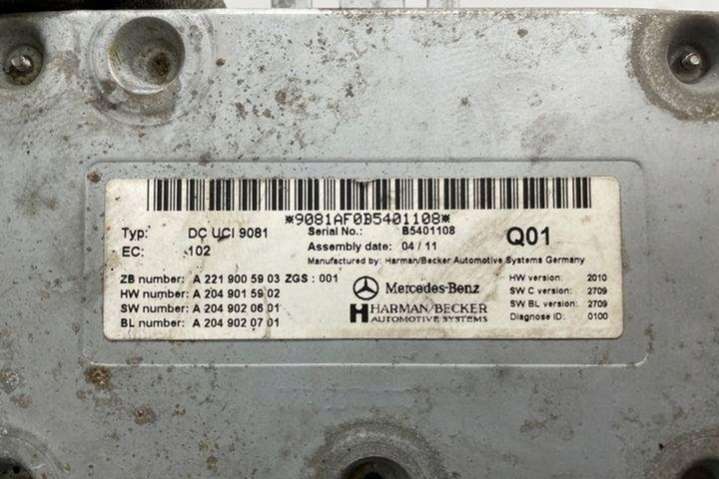 *9081AF0B5401108*
Typ: DC UCI 9081 Serial No.: B5401108 Q01
EC: 102 Assembly date: 04/11
Manufactured by: Harman/Becker Automotive Systems Germany
ZB number: A 221 900 59 03 ZGS : 001 Mercedes-Benz HW version: 2010
HW number: A 204 901 59 02 SW C version: 2709
SW number: A 204 902 06 01 HARMAN/BECKER SW BL version: 2709
BL number: A 204 902 07 01 AUTOMOTIVE SYSTEMS Diagnose ID: 0100